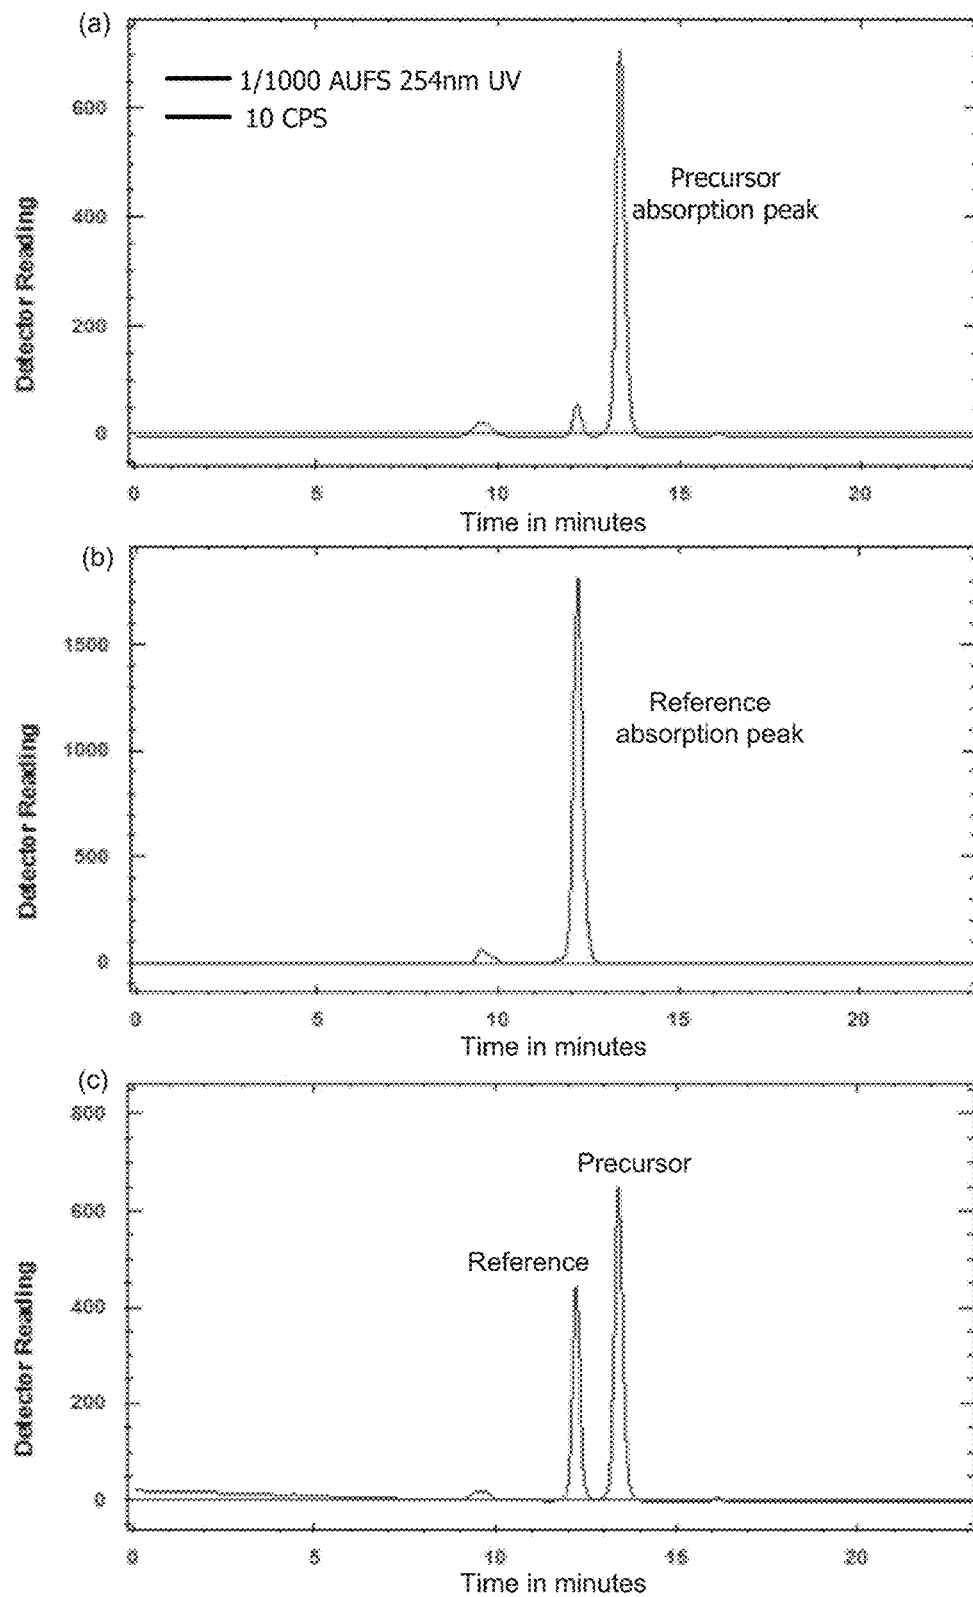 (a)
1/1000 AUFS 254nm UV
10 CPS
Precursor
absorption peak
Detector Reading
600
400
200
0
0 5 10 15 20
Time in minutes
(b)
Reference
absorption peak
Detector Reading
1500
1000
500
0
0 5 10 15 20
Time in minutes
(c)
Precursor
Reference
Detector Reading
800
600
400
200
0
0 5 10 15 20
Time in minutes